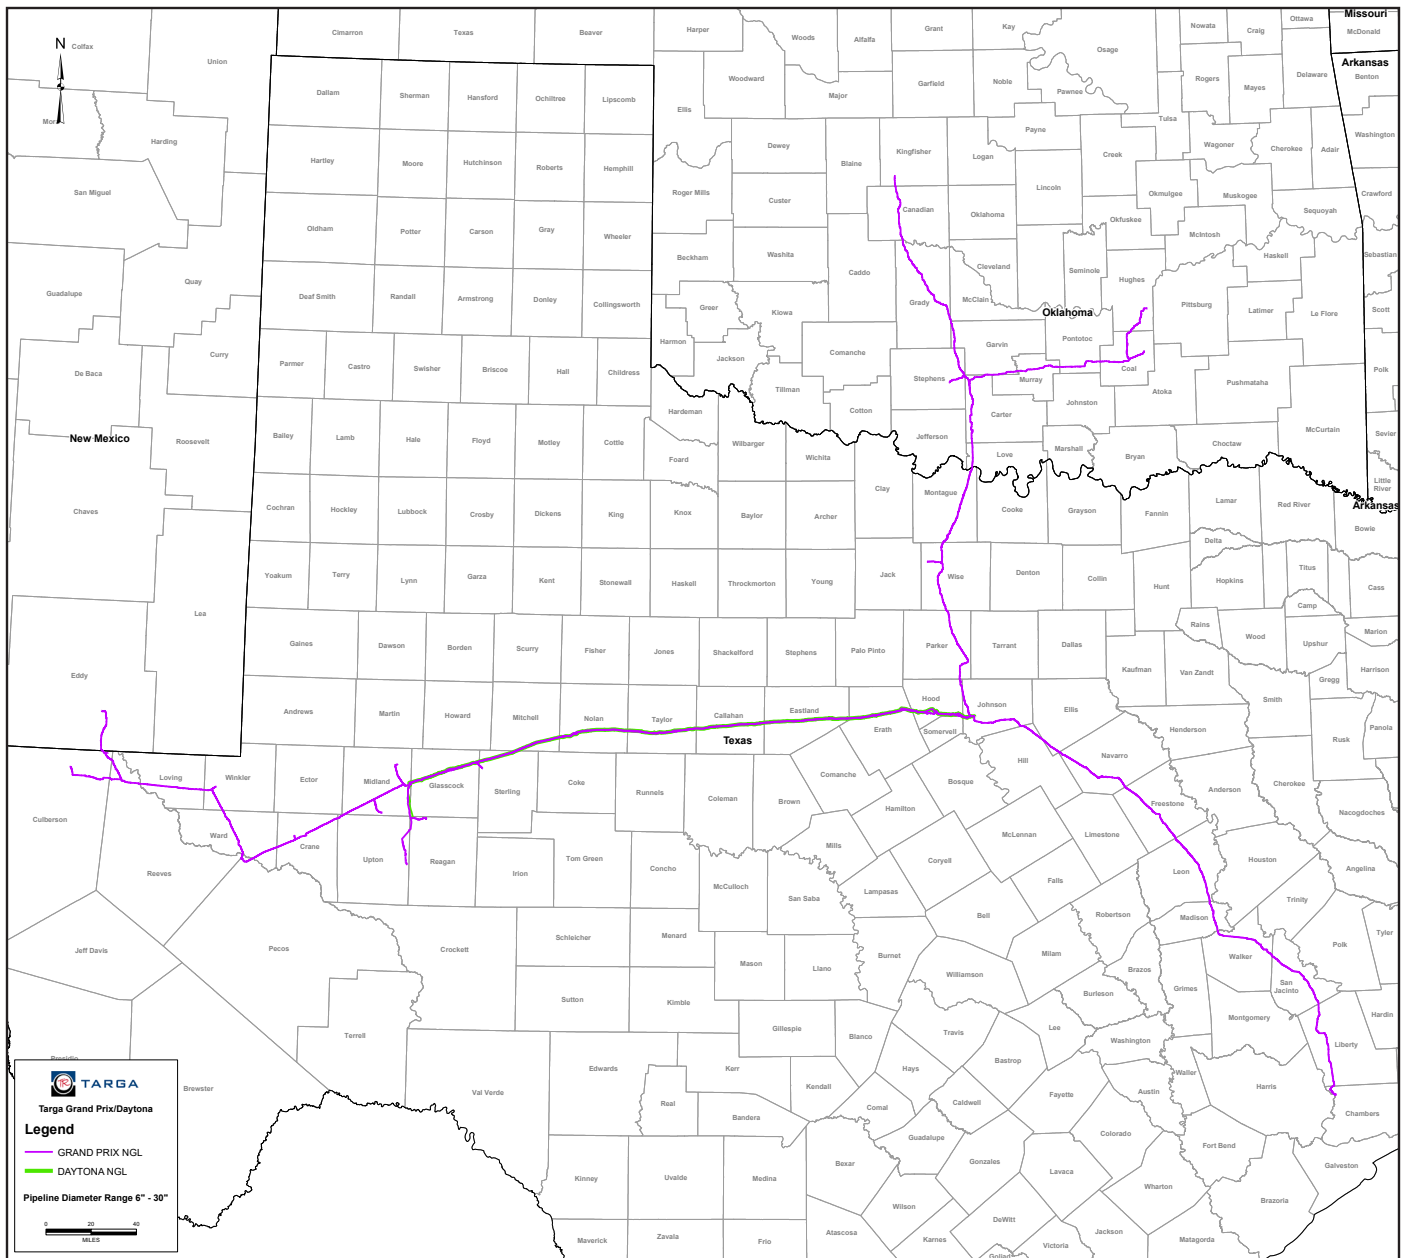 Missouri
Cimarron
Texas
Beaver
Harper
Woods
Alfalfa
Grant
Kay
Nowata
Craig
Ottawa
McDonald
N
Colfax
Union
Osage
Arkansas
Woodward
Major
Garfield
Noble
Pawnee
Rogers
Mayes
Delaware
Benton
Dallam
Sherman
Hansford
Ochiltree
Lipscomb
Ellis
Mor
Harding
Tulsa
Payne
Creek
Wagoner
Cherokee
Adair
Washington
Hartley
Moore
Hutchinson
Roberts
Hemphill
Dewey
Blaine
Kingfisher
Logan
San Miguel
Roger Mills
Custer
Lincoln
Okmulgee
Muskogee
Crawford
Oldham
Potter
Carson
Gray
Wheeler
Canadian
Oklahoma
Okfuskee
Sequoyah
McIntosh
Quay
Beckham
Washita
Caddo
Cleveland
Seminole
Hughes
Haskell
Sebastian
Guadalupe
Deaf Smith
Randall
Armstrong
Donley
Collingsworth
Greer
Kiowa
Grady
McClain
Oklahoma
Pittsburg
Latimer
Le Flore
Scott
Curry
Parmer
Castro
Swisher
Briscoe
Hall
Childress
Harmon
Jackson
Comanche
Garvin
Pontotoc
De Baca
Tillman
Stephens
Murray
Coal
Pushmataha
Polk
Cotton
Carter
Johnston
Atoka
New Mexico
Roosevelt
Bailey
Lamb
Hale
Floyd
Motley
Cottle
Hardeman
Foard
Wilbarger
Wichita
Jefferson
Love
Marshall
Bryan
Choctaw
McCurtain
Sevier
Little
River
Clay
Montague
Chaves
Cochran
Hockley
Lubbock
Crosby
Dickens
King
Knox
Baylor
Archer
Cooke
Grayson
Fannin
Lamar
Red River
Arkansas
Bowie
Delta
Yoakum
Terry
Lynn
Garza
Kent
Stonewall
Haskell
Throckmorton
Young
Jack
Wise
Denton
Collin
Hunt
Hopkins
Titus
Cass
Lea
Camp
Rains
Wood
Upshur
Marion
Gaines
Dawson
Borden
Scurry
Fisher
Jones
Shackelford
Stephens
Palo Pinto
Parker
Tarrant
Dallas
Kaufman
Van Zandt
Harrison
Gregg
Eddy
Smith
Andrews
Martin
Howard
Mitchell
Nolan
Taylor
Callahan
Eastland
Hood
Johnson
Ellis
Henderson
Rusk
Panola
Erath
Somervell
Texas
Navarro
Hill
Loving
Winkler
Ector
Midland
Glasscock
Sterling
Coke
Runnels
Coleman
Brown
Comanche
Bosque
Anderson
Cherokee
Freestone
Hamilton
Nacogdoches
Culberson
Ward
Crane
Upton
Reagan
Irion
Tom Green
Concho
Mills
McLennan
Limestone
Coryell
Houston
Angelina
Reeves
Leon
Falls
McCulloch
San Saba
Lampasas
Trinity
Bell
Robertson
Madison
Jeff Davis
Pecos
Crockett
Schleicher
Menard
Mason
Llano
Burnet
Williamson
Milam
Brazos
Walker
Polk
Tyler
Grimes
San
Jacinto
Burleson
Sutton
Kimble
Gillespie
Blanco
Travis
Lee
Montgomery
Hardin
Terrell
Washington
Liberty
Bastrop
Presidio
Brewster
Val Verde
Edwards
Kerr
Hays
Waller
Harris
Real
Kendall
Caldwell
Fayette
Austin
Bandera
Comal
Chambers
Guadalupe
Colorado
Fort Bend
Kinney
Uvalde
Medina
Bexar
Gonzales
Lavaca
Wharton
Galveston
Brazoria
Wilson
DeWitt
Jackson
Matagorda
Maverick
Zavala
Frio
Atascosa
Karnes
Goliad
Victoria
TARGA
Targa Grand Prix/Daytona
Legend
GRAND PRIX NGL
DAYTONA NGL
Pipeline Diameter Range 6" - 30"
0 20 40
MILES